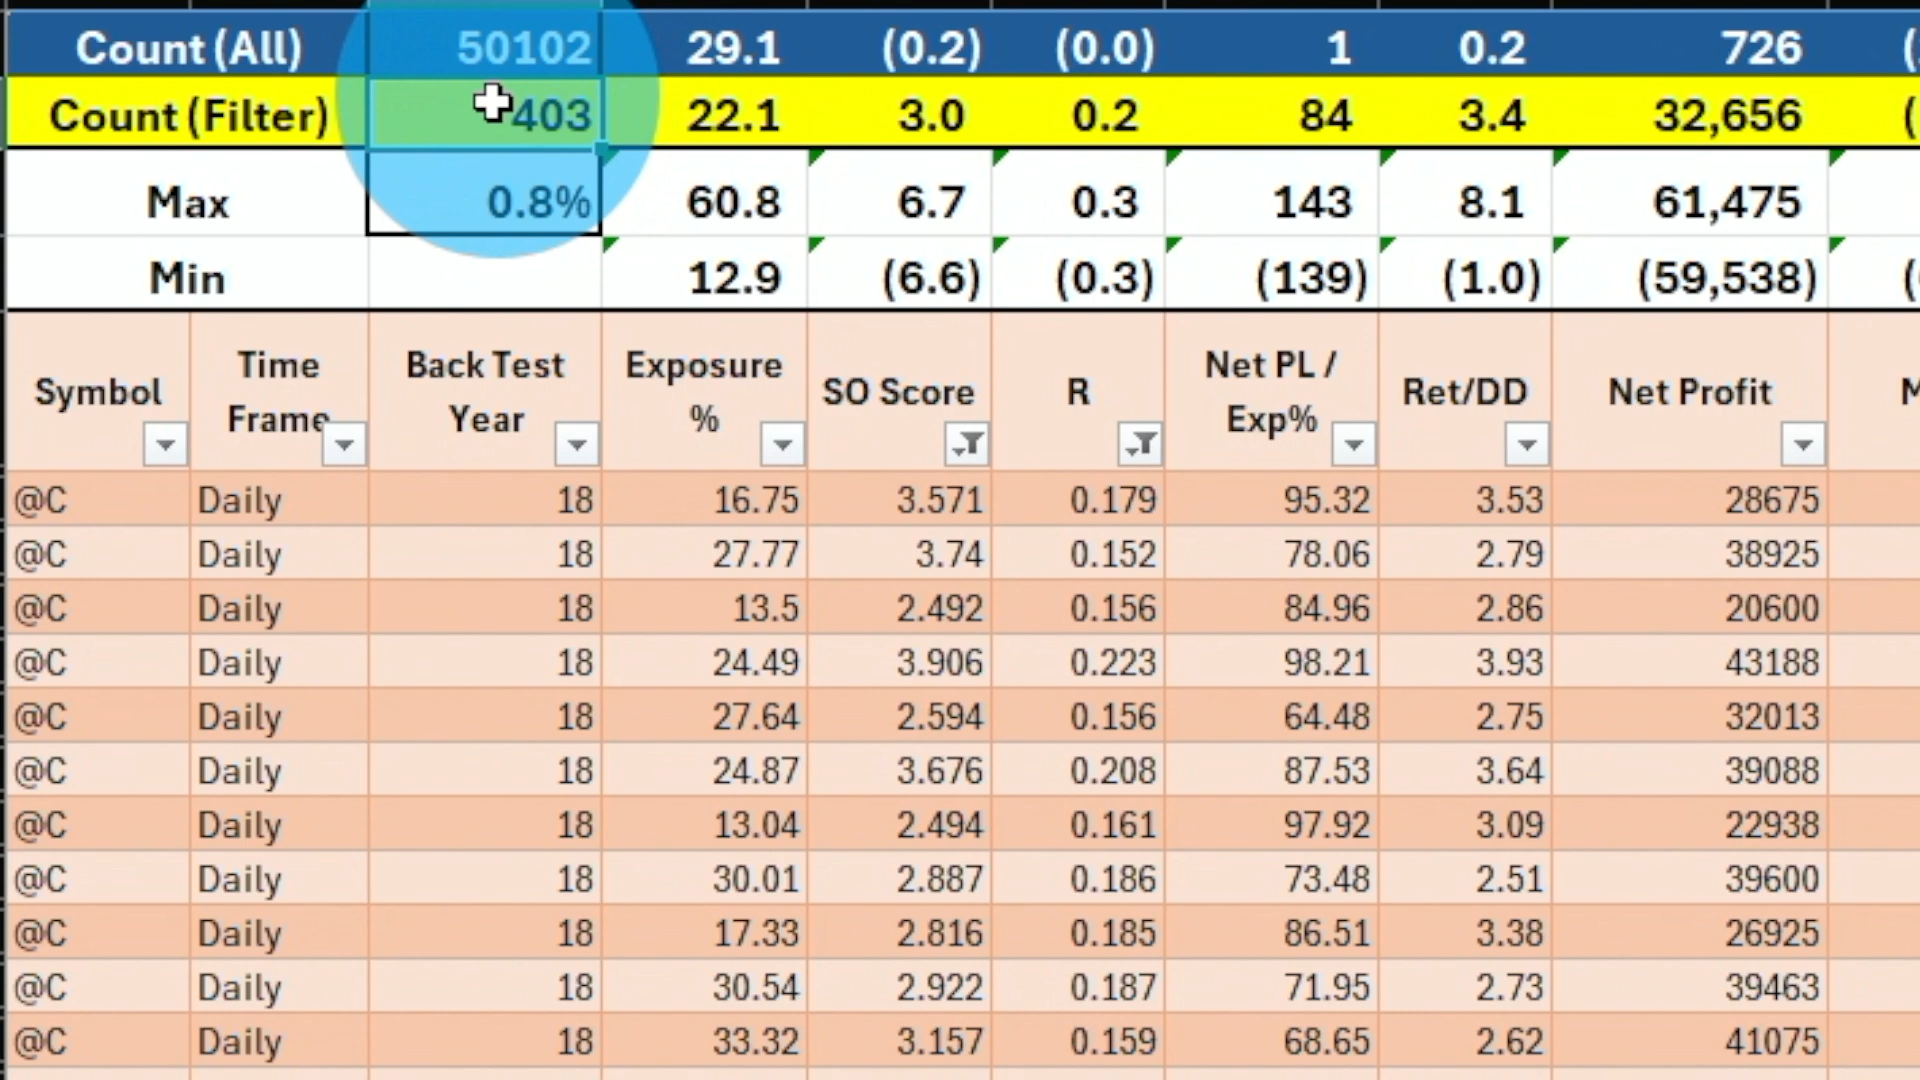 Count (All) 50102 29.1 (0.2) (0.0) 1 0.2 726 (
Count (Filter) 403 22.1 3.0 0.2 84 3.4 32,656 (
Max 0.8% 60.8 6.7 0.3 143 8.1 61,475
Min 12.9 (6.6) (0.3) (139) (1.0) (59,538) (
Symbol Time Frame Back Test Year Exposure % SO Score R Net PL / Exp% Ret/DD Net Profit
@C Daily 18 16.75 3.571 0.179 95.32 3.53 28675
@C Daily 18 27.77 3.74 0.152 78.06 2.79 38925
@C Daily 18 13.5 2.492 0.156 84.96 2.86 20600
@C Daily 18 24.49 3.906 0.223 98.21 3.93 43188
@C Daily 18 27.64 2.594 0.156 64.48 2.75 32013
@C Daily 18 24.87 3.676 0.208 87.53 3.64 39088
@C Daily 18 13.04 2.494 0.161 97.92 3.09 22938
@C Daily 18 30.01 2.887 0.186 73.48 2.51 39600
@C Daily 18 17.33 2.816 0.185 86.51 3.38 26925
@C Daily 18 30.54 2.922 0.187 71.95 2.73 39463
@C Daily 18 33.32 3.157 0.159 68.65 2.62 41075